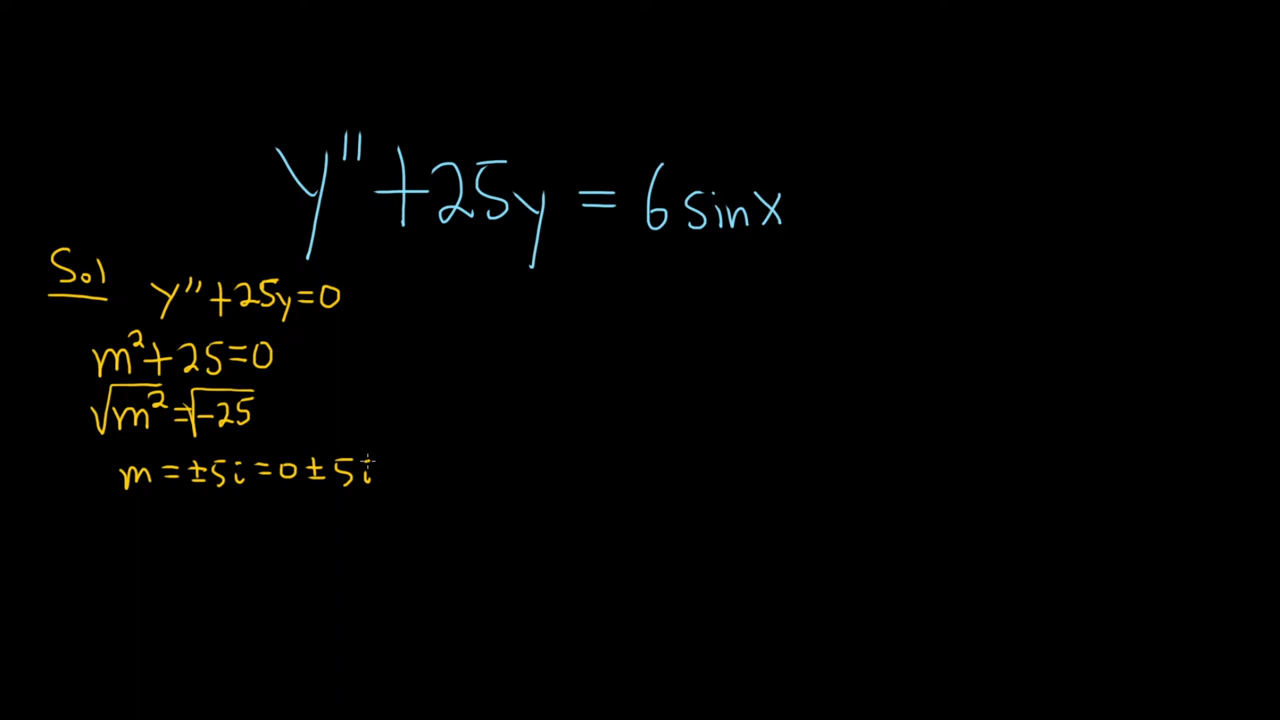 y'' + 25y = 6 sin x
Sol y'' + 25y = 0
m² + 25 = 0
√m² = √-25
m = ±5i = 0 ± 5i